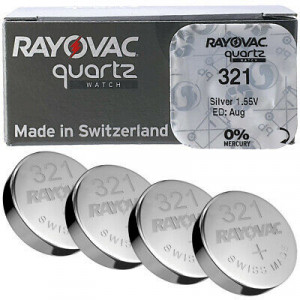 RAYOVAC
quartz
WATCH
Made in Switzerland
RAYOVAC
quartz
WATCH
321
Silver 1.55V
ED: Aug
0%
MERCURY
321
RAYOVAC
321
RAYOVAC
321
RAYOVAC
321
RAYOVAC
+
SWISS MADE